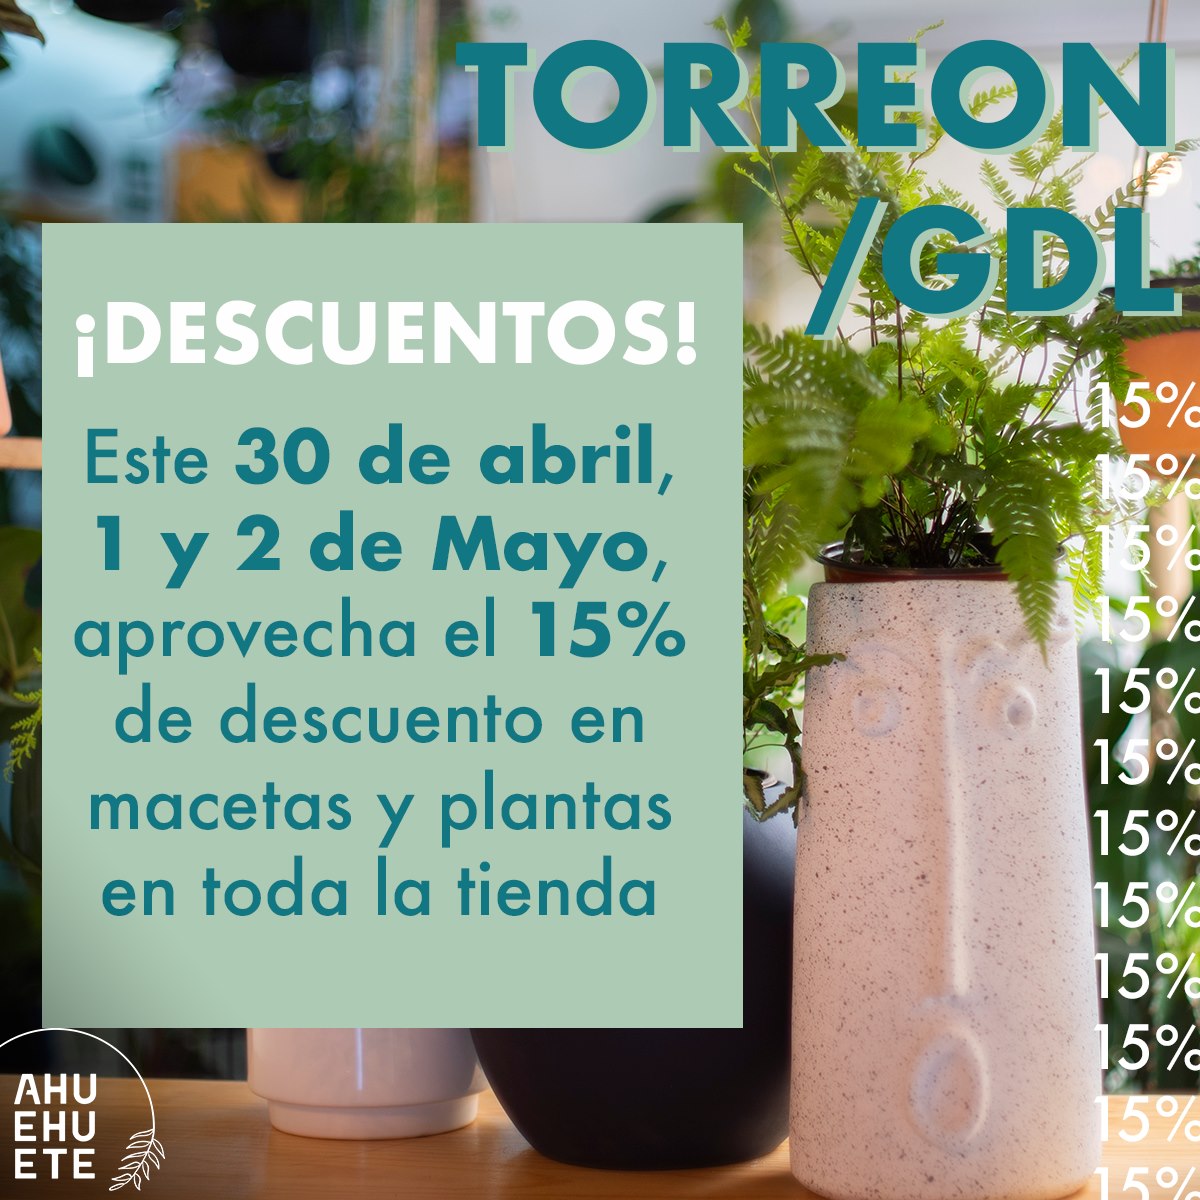 TORREON
/GDL
¡DESCUENTOS!
Este 30 de abril,
1 y 2 de Mayo,
aprovecha el 15%
de descuento en
macetas y plantas
en toda la tienda
15%
15%
15%
15%
15%
15%
15%
15%
15%
15%
15%
15%
AHU
EHU
ETE